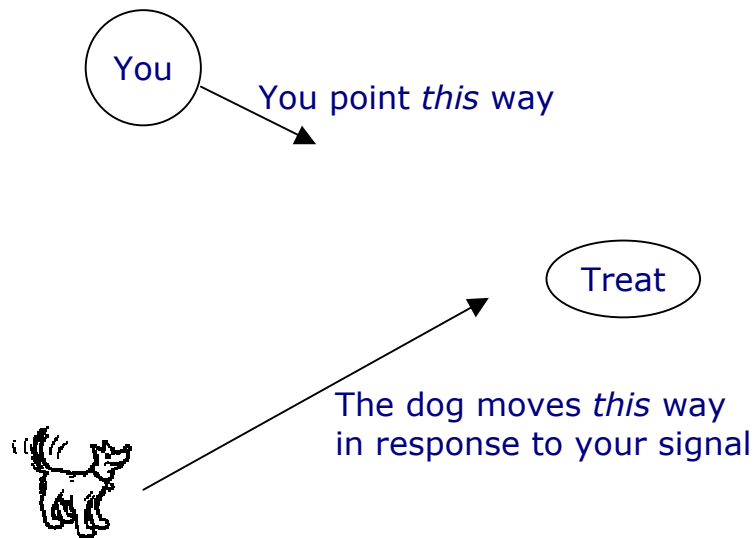 You
You point this way
Treat
The dog moves this way
in response to your signal